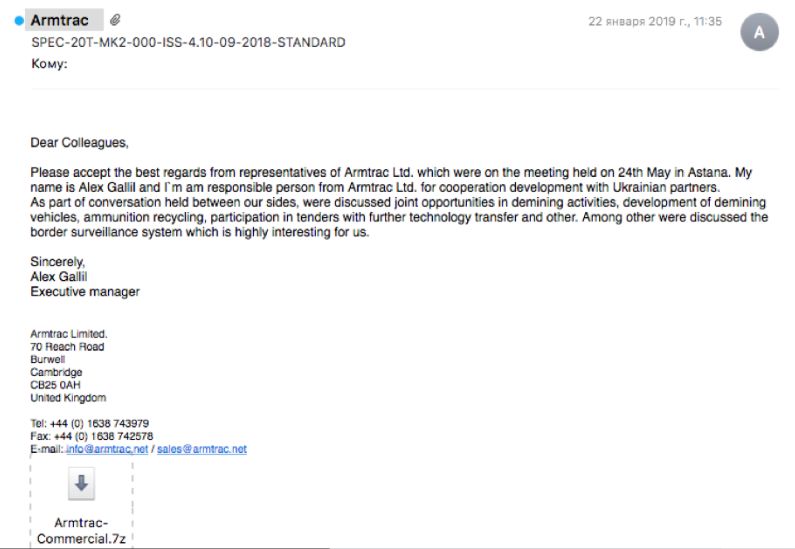 Armtrac
22 января 2019 г., 11:35
A
SPEC-20T-MK2-000-ISS-4.10-09-2018-STANDARD
Кому:
Dear Colleagues,
Please accept the best regards from representatives of Armtrac Ltd. which were on the meeting held on 24th May in Astana. My
name is Alex Gallil and I`m am responsible person from Armtrac Ltd. for cooperation development with Ukrainian partners.
As part of conversation held between our sides, were discussed joint opportunities in demining activities, development of demining
vehicles, ammunition recycling, participation in tenders with further technology transfer and other. Among other were discussed the
border surveillance system which is highly interesting for us.
Sincerely,
Alex Gallil
Executive manager
Armtrac Limited.
70 Reach Road
Burwell
Cambridge
CB25 0AH
United Kingdom
Tel: +44 (0) 1638 743979
Fax: +44 (0) 1638 742578
E-mail: info@armtrac.net / sales@armtrac.net
Armtrac-
Commercial.7z